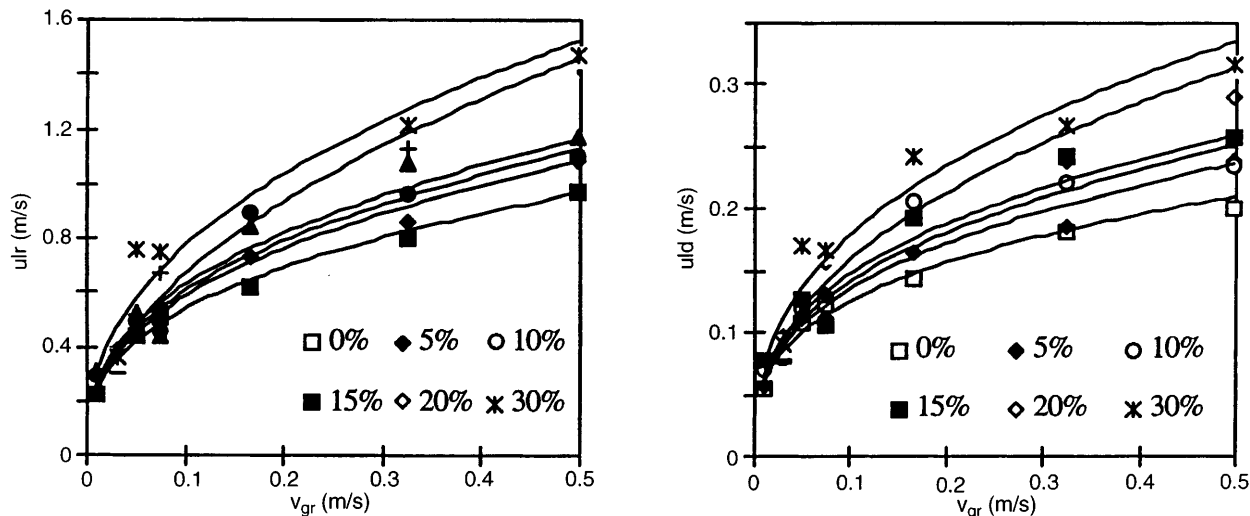 1.6
1.2
0.8
0.4
0
ulr (m/s)
0 0.1 0.2 0.3 0.4 0.5
v_gr (m/s)
□ 0% ◆ 5% ○ 10%
■ 15% ◇ 20% ✳ 30%
0.3
0.2
0.1
0
uld (m/s)
0 0.1 0.2 0.3 0.4 0.5
v_gr (m/s)
□ 0% ◆ 5% ○ 10%
■ 15% ◇ 20% ✳ 30%